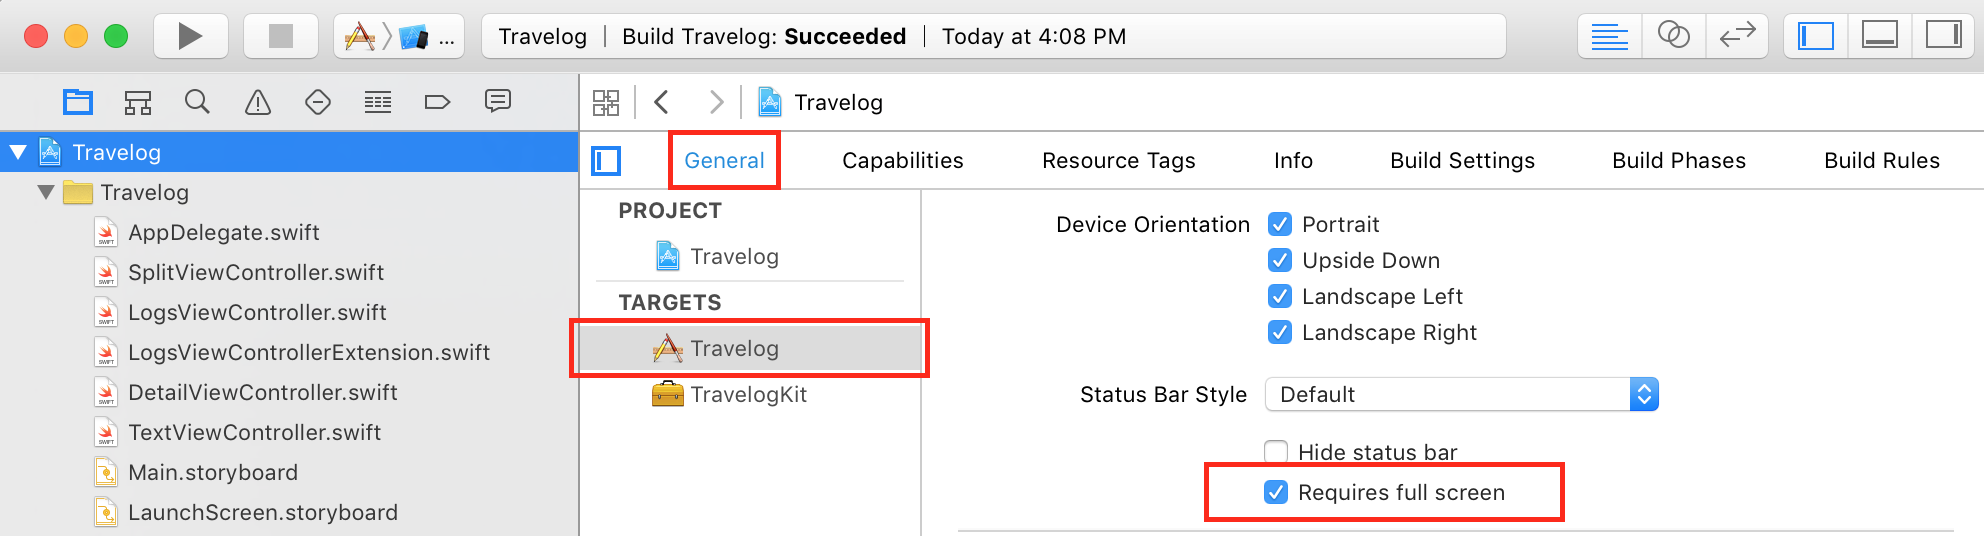 ... Travelog | Build Travelog: Succeeded | Today at 4:08 PM
Travelog
Travelog
AppDelegate.swift
SplitViewController.swift
LogsViewController.swift
LogsViewControllerExtension.swift
DetailViewController.swift
TextViewController.swift
Main.storyboard
LaunchScreen.storyboard
Travelog
General Capabilities Resource Tags Info Build Settings Build Phases Build Rules
PROJECT
Travelog
TARGETS
Travelog
TravelogKit
Device Orientation Portrait
Upside Down
Landscape Left
Landscape Right
Status Bar Style Default
Hide status bar
Requires full screen